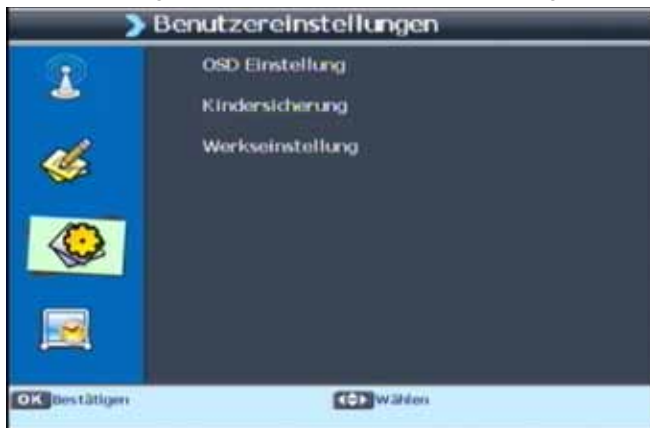 Benutzereinstellungen
OSD Einstellung
Kindersicherung
Werkseinstellung
OK Bestätigen
Wählen